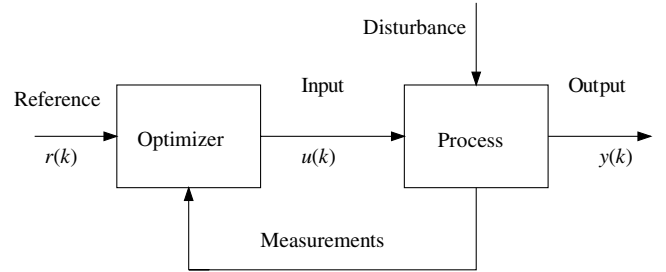 Disturbance
Reference
Input
Output
Optimizer
Process
r(k)
u(k)
y(k)
Measurements